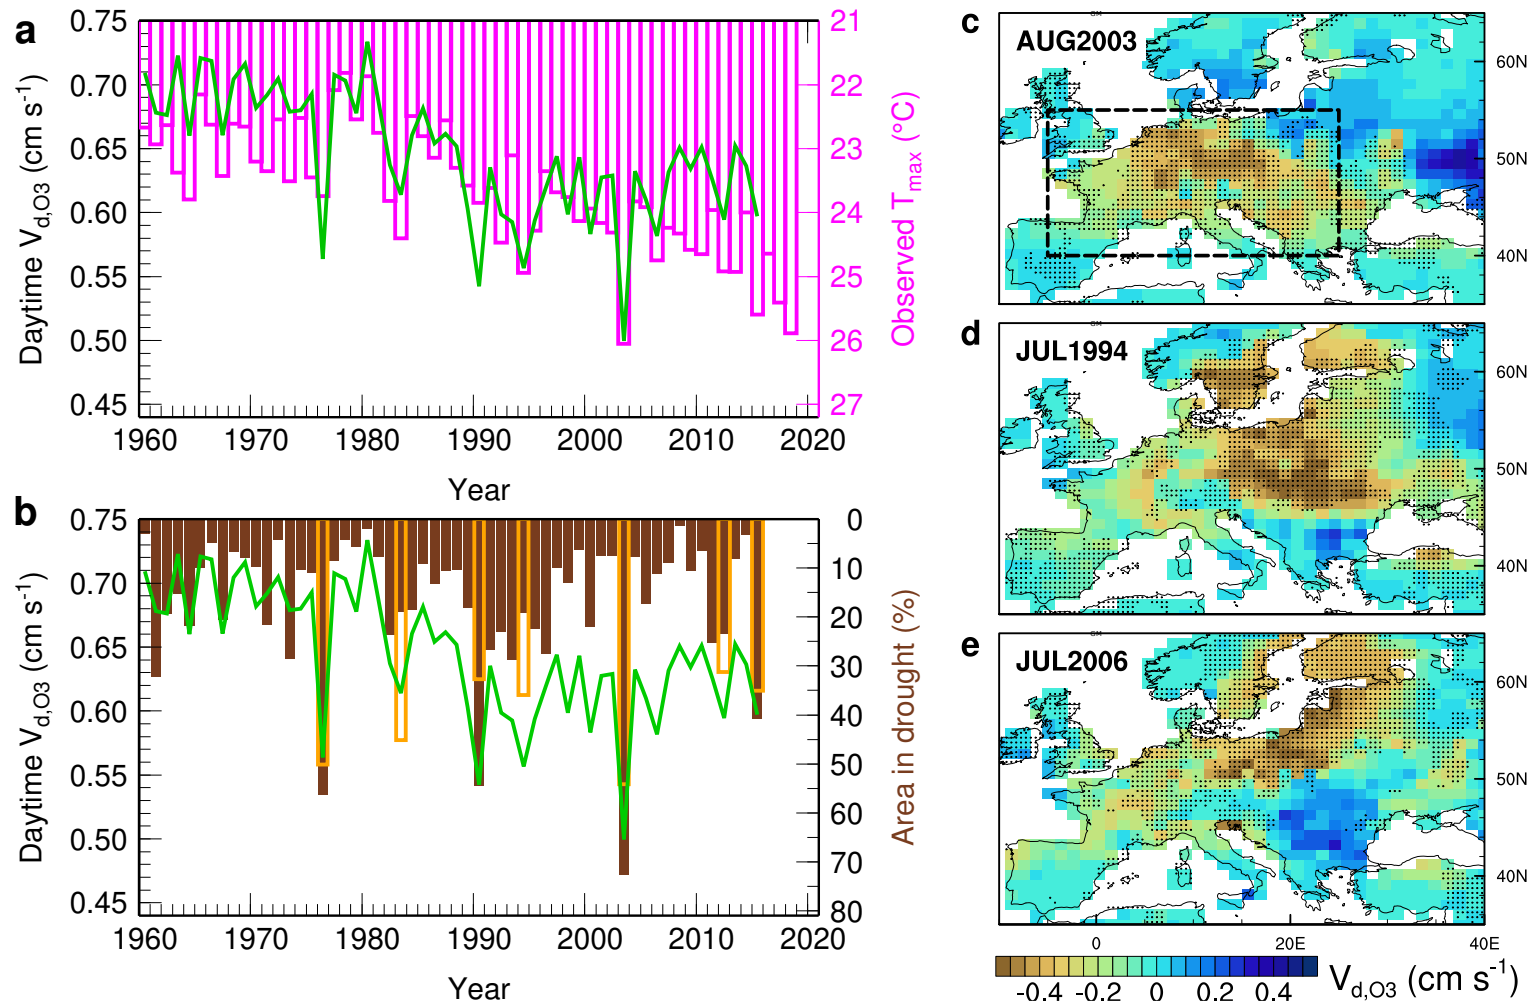 a
0.75
0.70
0.65
0.60
0.55
0.50
0.45
Daytime V_d,O3 (cm s⁻¹)
21
22
23
24
25
26
27
Observed T_max (°C)
1960 1970 1980 1990 2000 2010 2020
Year
b
0.75
0.70
0.65
0.60
0.55
0.50
0.45
Daytime V_d,O3 (cm s⁻¹)
0
10
20
30
40
50
60
70
80
Area in drought (%)
1960 1970 1980 1990 2000 2010 2020
Year
c
AUG2003
60N
50N
40N
d
JUL1994
60N
50N
40N
e
JUL2006
60N
50N
40N
0 20E 40E
-0.4 -0.2 0 0.2 0.4
V_d,O3 (cm s⁻¹)